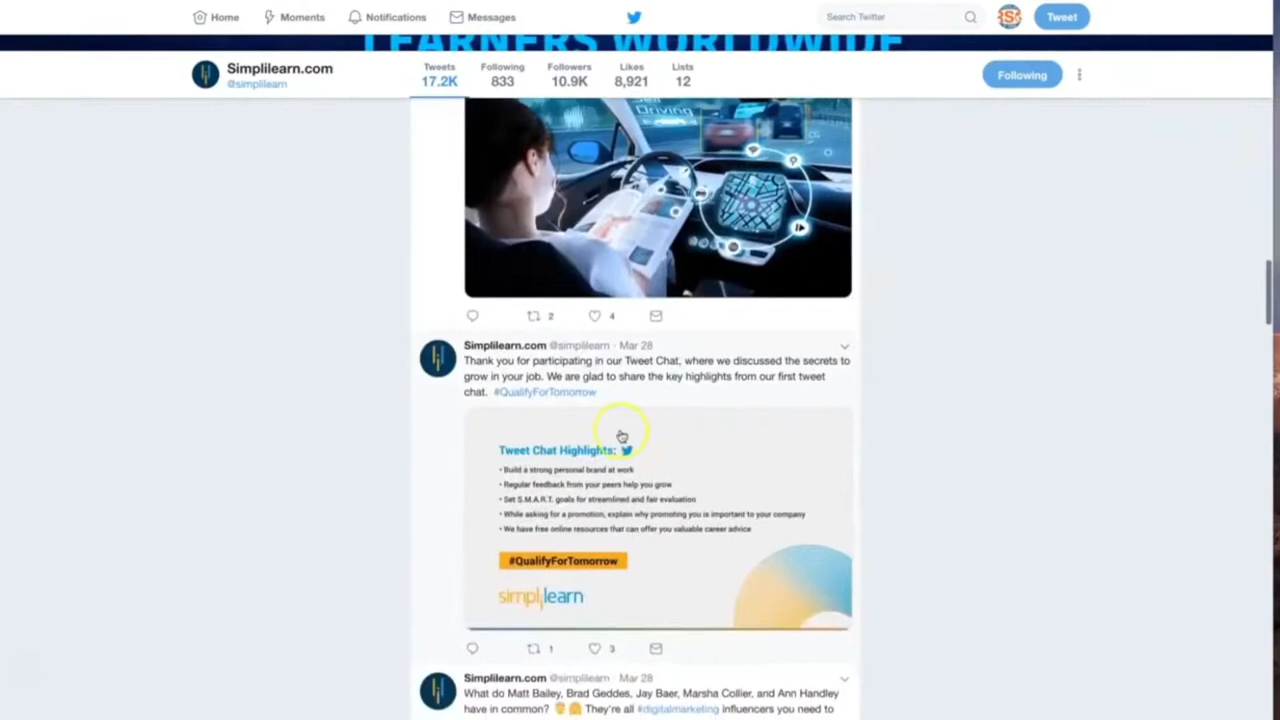 Home Moments Notifications Messages Search Twitter Tweet
LEARNERS WORLDWIDE
Simplilearn.com
@simplilearn
Tweets Following Followers Likes Lists
17.2K 833 10.9K 8,921 12
Following
Driving
2 4
Simplilearn.com @simplilearn · Mar 28
Thank you for participating in our Tweet Chat, where we discussed the secrets to
grow in your job. We are glad to share the key highlights from our first tweet
chat. #QualifyForTomorrow
Tweet Chat Highlights:
• Build a strong personal brand at work
• Regular feedback from your peers help you grow
• Set S.M.A.R.T. goals for streamlined and fair evaluation
• While asking for a promotion, explain why promoting you is important to your company
• We have free online resources that can offer you valuable career advice
#QualifyForTomorrow
simplilearn
1 3
Simplilearn.com @simplilearn · Mar 28
What do Matt Bailey, Brad Geddes, Jay Baer, Marsha Collier, and Ann Handley
have in common? They're all #digitalmarketing influencers you need to